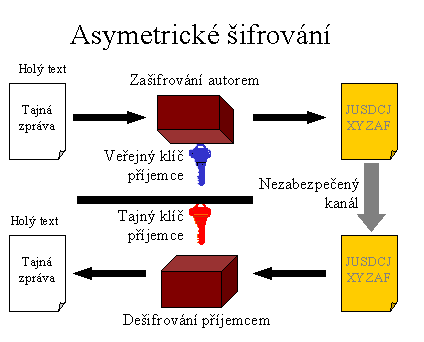 Asymetrické šifrování
Holý text
Zašifrování autorem
Tajná
zpráva
JUSDCJ
XYZAF
Veřejný klíč
příjemce
Nezabezpečený
kanál
Tajný klíč
příjemce
Holý text
Tajná
zpráva
JUSDCJ
XYZAF
Dešifrování příjemcem